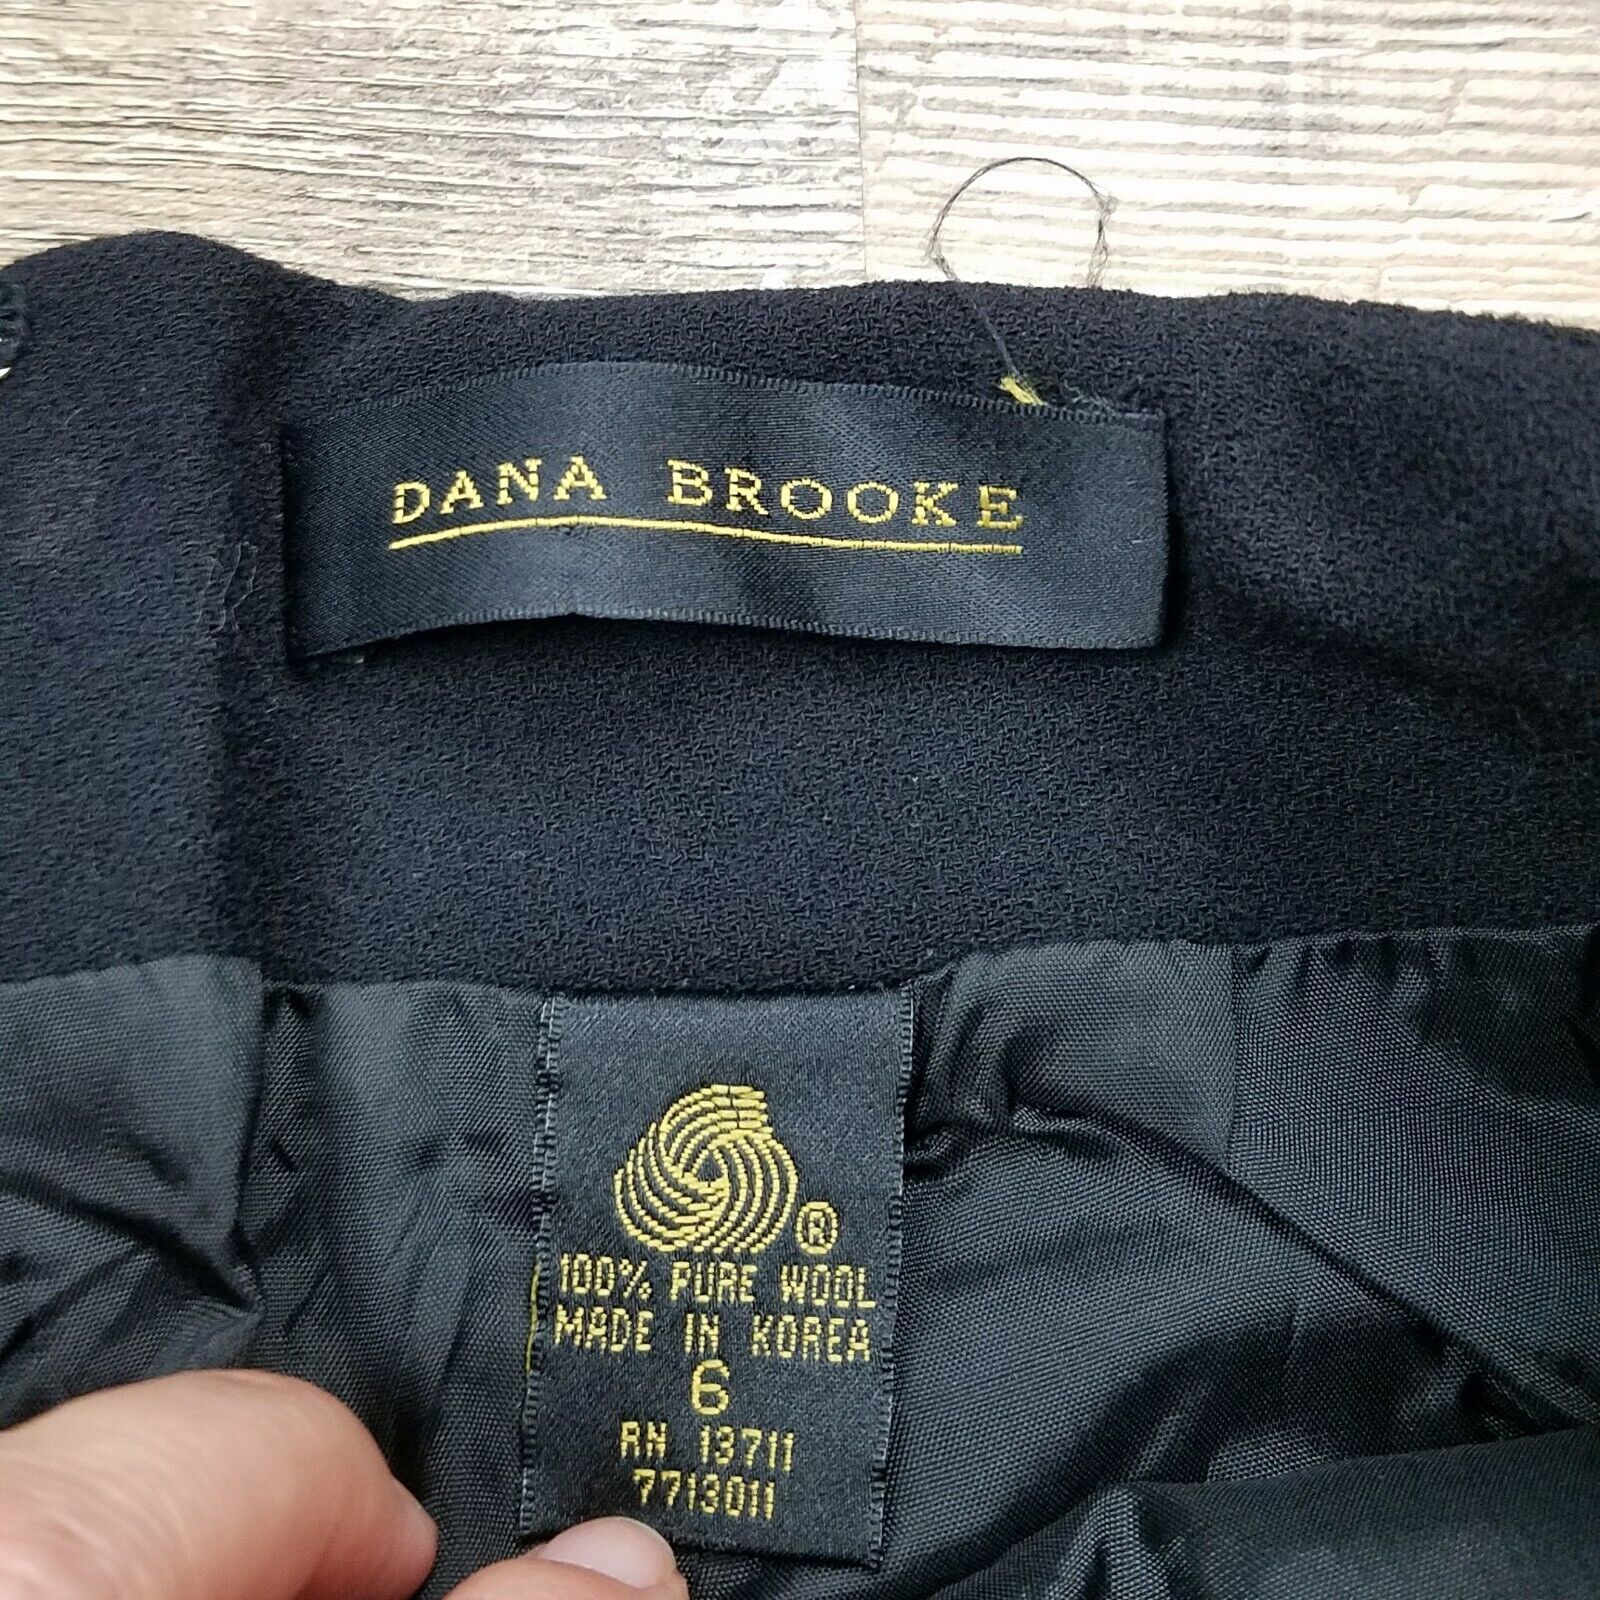 DANA BROOKE
®
100% PURE WOOL
MADE IN KOREA
6
RN 13711
7713011